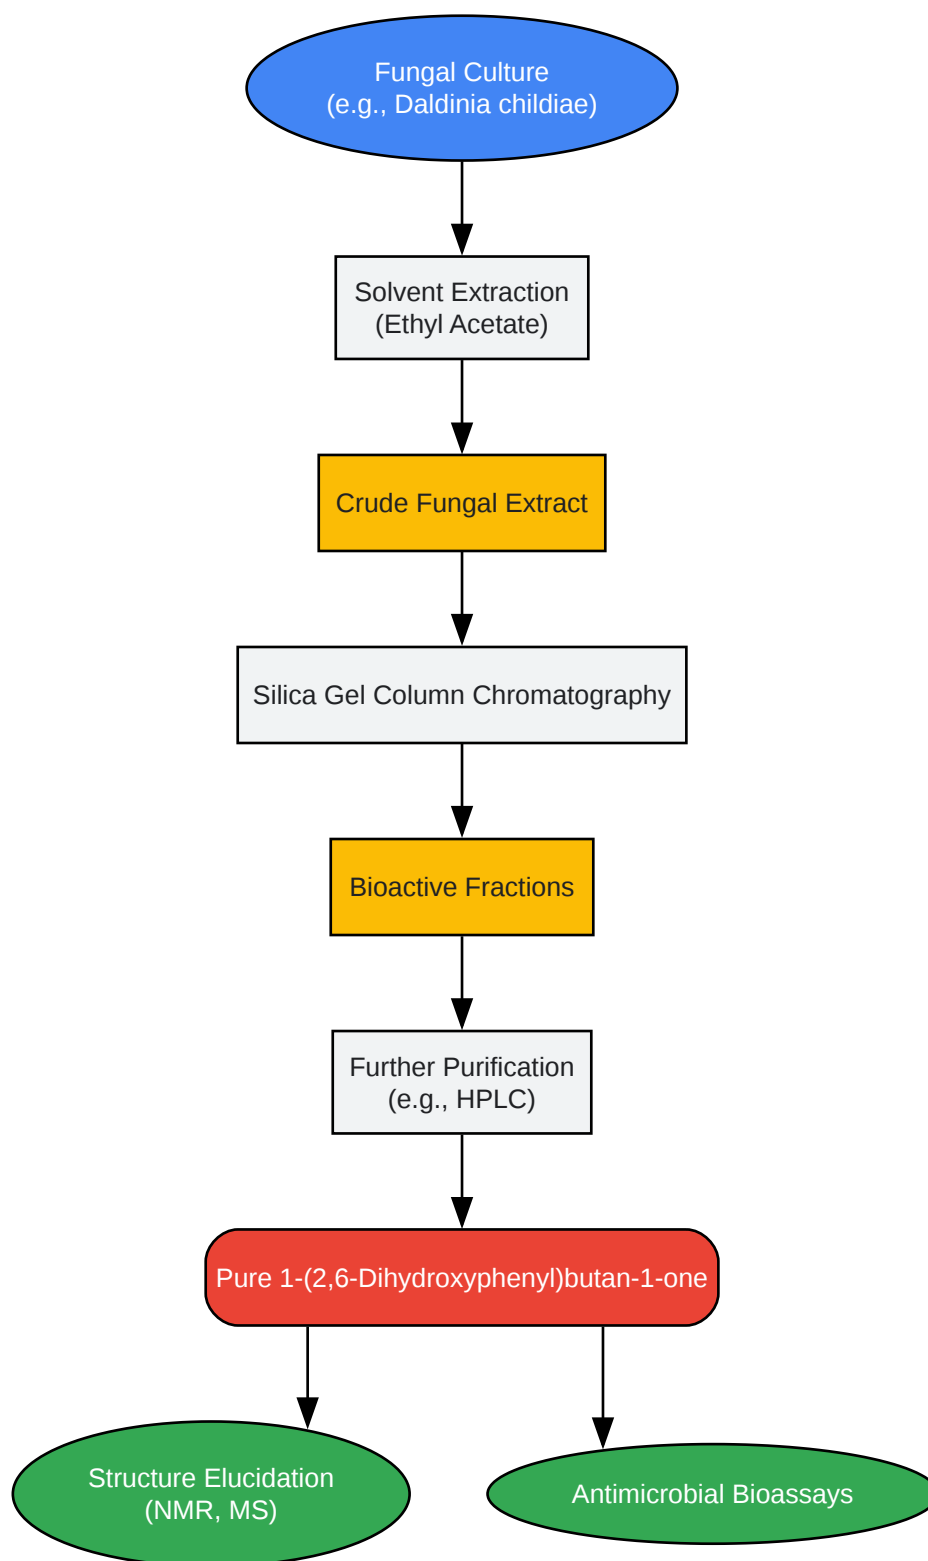 Fungal Culture
(e.g., Daldinia childiae)
Solvent Extraction
(Ethyl Acetate)
Crude Fungal Extract
Silica Gel Column Chromatography
Bioactive Fractions
Further Purification
(e.g., HPLC)
Pure 1-(2,6-Dihydroxyphenyl)butan-1-one
Structure Elucidation
(NMR, MS)
Antimicrobial Bioassays